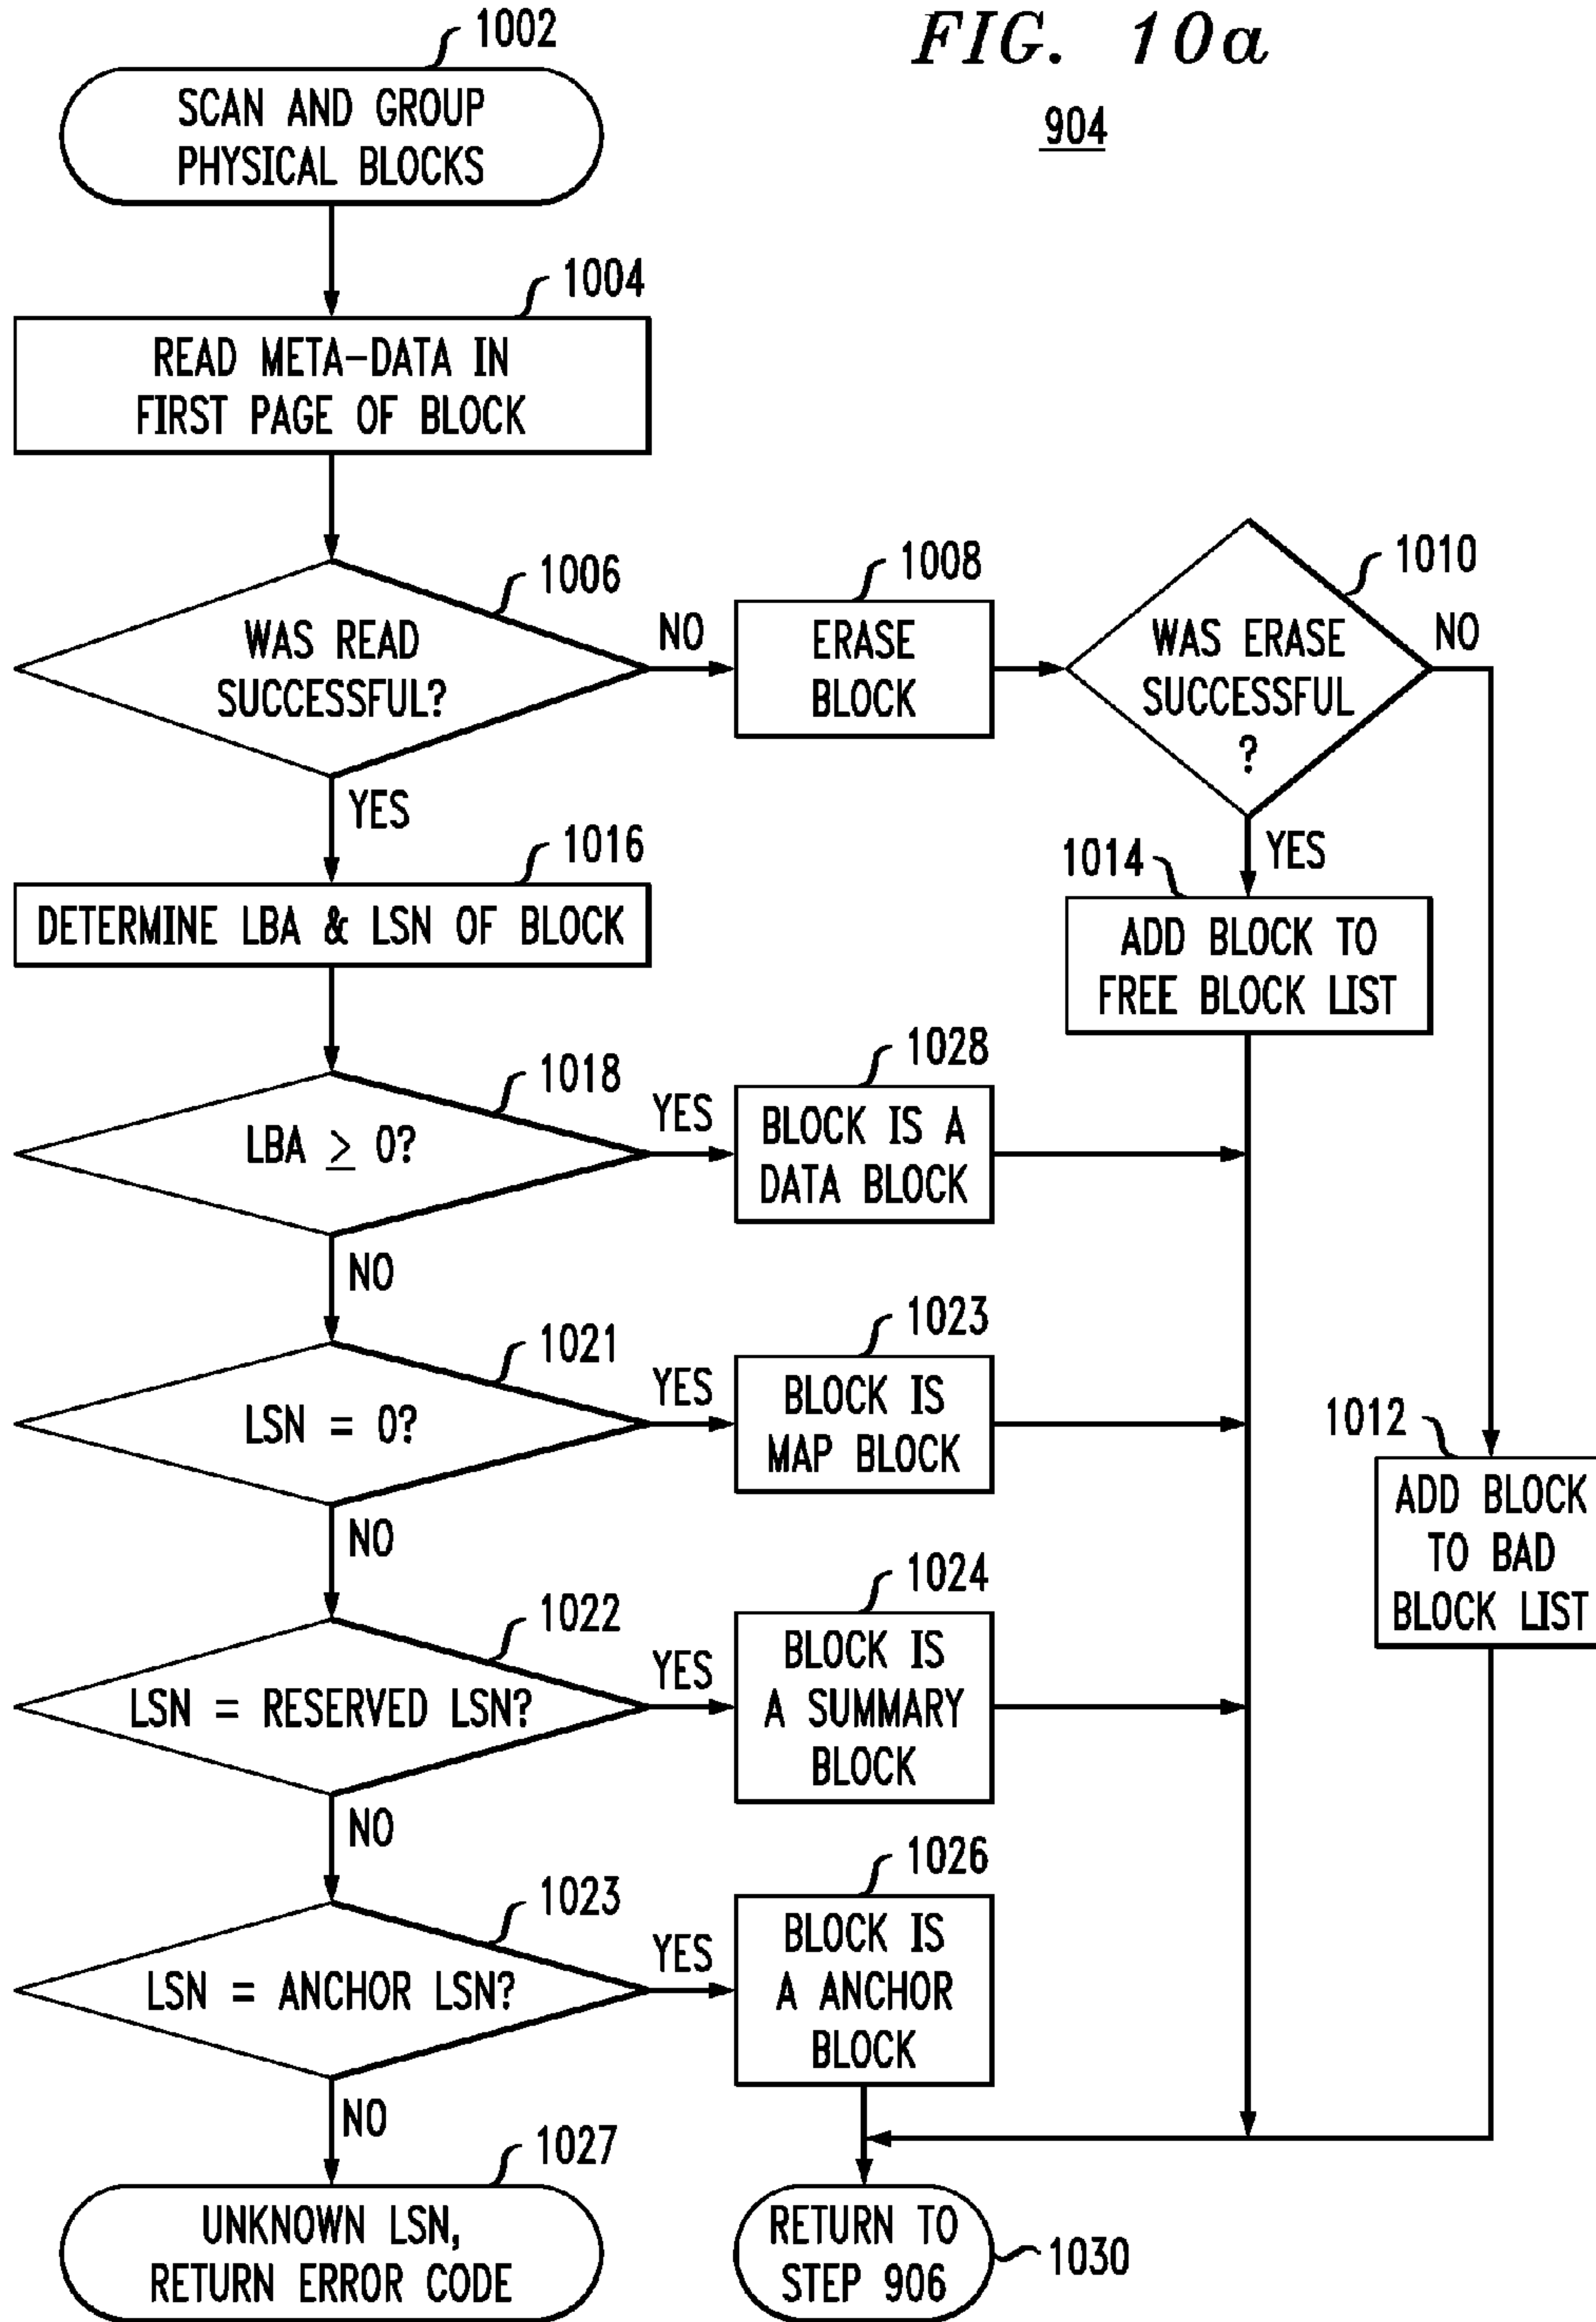 FIG. 10a
904
1002
SCAN AND GROUP
PHYSICAL BLOCKS
1004
READ META-DATA IN
FIRST PAGE OF BLOCK
1006
WAS READ
SUCCESSFUL?
NO
YES
1008
ERASE
BLOCK
1010
WAS ERASE
SUCCESSFUL
?
NO
YES
1014
ADD BLOCK TO
FREE BLOCK LIST
1012
ADD BLOCK
TO BAD
BLOCK LIST
1016
DETERMINE LBA & LSN OF BLOCK
1018
LBA ≥ 0?
YES
NO
1028
BLOCK IS A
DATA BLOCK
1021
LSN = 0?
YES
NO
1023
BLOCK IS
MAP BLOCK
1022
LSN = RESERVED LSN?
YES
NO
1024
BLOCK IS
A SUMMARY
BLOCK
1023
LSN = ANCHOR LSN?
YES
NO
1026
BLOCK IS
A ANCHOR
BLOCK
1027
UNKNOWN LSN,
RETURN ERROR CODE
RETURN TO
STEP 906
1030